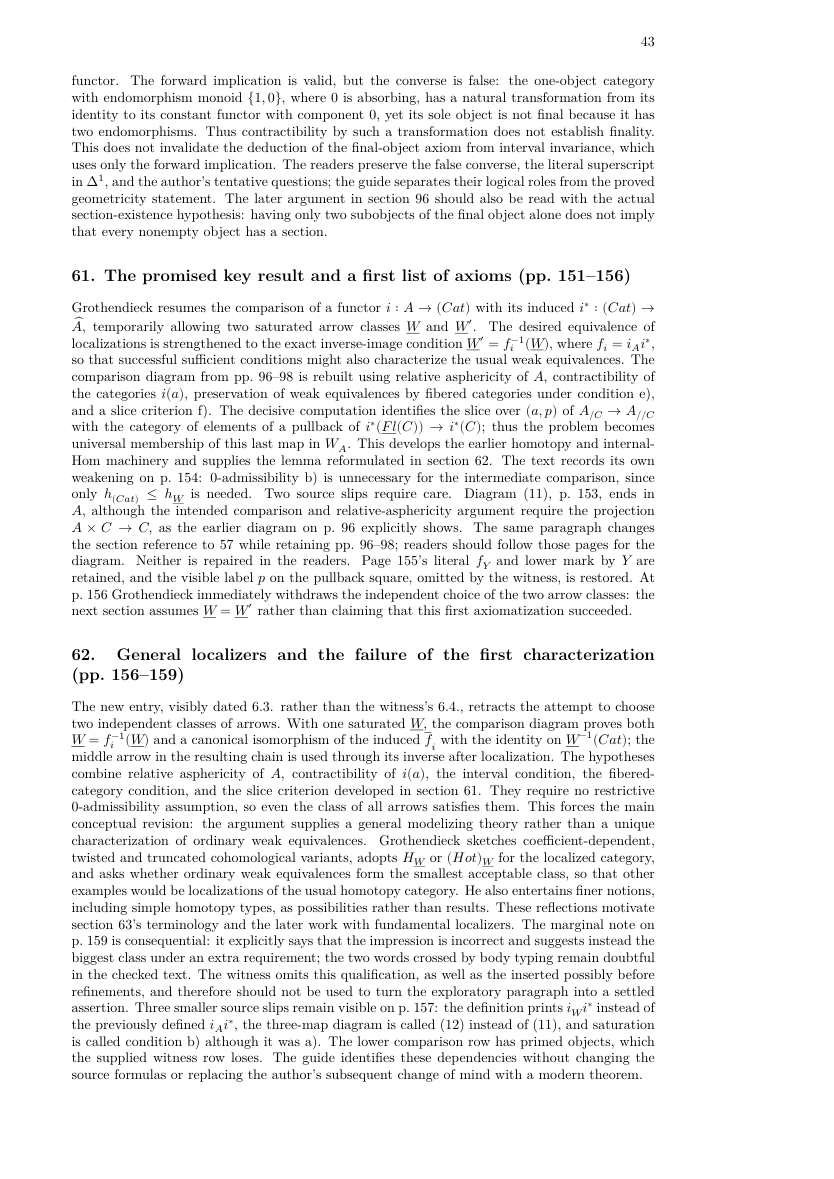 43
functor. The forward implication is valid, but the converse is false: the one-object category
with endomorphism monoid {1, 0}, where 0 is absorbing, has a natural transformation from its
identity to its constant functor with component 0, yet its sole object is not final because it has
two endomorphisms. Thus contractibility by such a transformation does not establish finality.
This does not invalidate the deduction of the final-object axiom from interval invariance, which
uses only the forward implication. The readers preserve the false converse, the literal superscript
in Δ¹, and the author's tentative questions; the guide separates their logical roles from the proved
geometricity statement. The later argument in section 96 should also be read with the actual
section-existence hypothesis: having only two subobjects of the final object alone does not imply
that every nonempty object has a section.
61. The promised key result and a first list of axioms (pp. 151–156)
Grothendieck resumes the comparison of a functor i : A → (Cat) with its induced i* : (Cat) →
Â, temporarily allowing two saturated arrow classes W and W′. The desired equivalence of
localizations is strengthened to the exact inverse-image condition W′ = f_i⁻¹(W), where f_i = i_A i*,
so that successful sufficient conditions might also characterize the usual weak equivalences. The
comparison diagram from pp. 96–98 is rebuilt using relative asphericity of A, contractibility of
the categories i(a), preservation of weak equivalences by fibered categories under condition e),
and a slice criterion f). The decisive computation identifies the slice over (a, p) of A_{/C} → A_{//C}
with the category of elements of a pullback of i*(Fl(C)) → i*(C); thus the problem becomes
universal membership of this last map in W_A. This develops the earlier homotopy and internal-
Hom machinery and supplies the lemma reformulated in section 62. The text records its own
weakening on p. 154: 0-admissibility b) is unnecessary for the intermediate comparison, since
only h_(Cat) ≤ h_W is needed. Two source slips require care. Diagram (11), p. 153, ends in
A, although the intended comparison and relative-asphericity argument require the projection
A × C → C, as the earlier diagram on p. 96 explicitly shows. The same paragraph changes
the section reference to 57 while retaining pp. 96–98; readers should follow those pages for the
diagram. Neither is repaired in the readers. Page 155's literal f_Y and lower mark by Y are
retained, and the visible label p on the pullback square, omitted by the witness, is restored. At
p. 156 Grothendieck immediately withdraws the independent choice of the two arrow classes: the
next section assumes W = W′ rather than claiming that this first axiomatization succeeded.
62. General localizers and the failure of the first characterization
(pp. 156–159)
The new entry, visibly dated 6.3. rather than the witness's 6.4., retracts the attempt to choose
two independent classes of arrows. With one saturated W, the comparison diagram proves both
W = f_i⁻¹(W) and a canonical isomorphism of the induced f̅_i with the identity on W⁻¹(Cat); the
middle arrow in the resulting chain is used through its inverse after localization. The hypotheses
combine relative asphericity of A, contractibility of i(a), the interval condition, the fibered-
category condition, and the slice criterion developed in section 61. They require no restrictive
0-admissibility assumption, so even the class of all arrows satisfies them. This forces the main
conceptual revision: the argument supplies a general modelizing theory rather than a unique
characterization of ordinary weak equivalences. Grothendieck sketches coefficient-dependent,
twisted and truncated cohomological variants, adopts H_W or (Hot)_W for the localized category,
and asks whether ordinary weak equivalences form the smallest acceptable class, so that other
examples would be localizations of the usual homotopy category. He also entertains finer notions,
including simple homotopy types, as possibilities rather than results. These reflections motivate
section 63's terminology and the later work with fundamental localizers. The marginal note on
p. 159 is consequential: it explicitly says that the impression is incorrect and suggests instead the
biggest class under an extra requirement; the two words crossed by body typing remain doubtful
in the checked text. The witness omits this qualification, as well as the inserted possibly before
refinements, and therefore should not be used to turn the exploratory paragraph into a settled
assertion. Three smaller source slips remain visible on p. 157: the definition prints i_W i* instead of
the previously defined i_A i*, the three-map diagram is called (12) instead of (11), and saturation
is called condition b) although it was a). The lower comparison row has primed objects, which
the supplied witness row loses. The guide identifies these dependencies without changing the
source formulas or replacing the author's subsequent change of mind with a modern theorem.